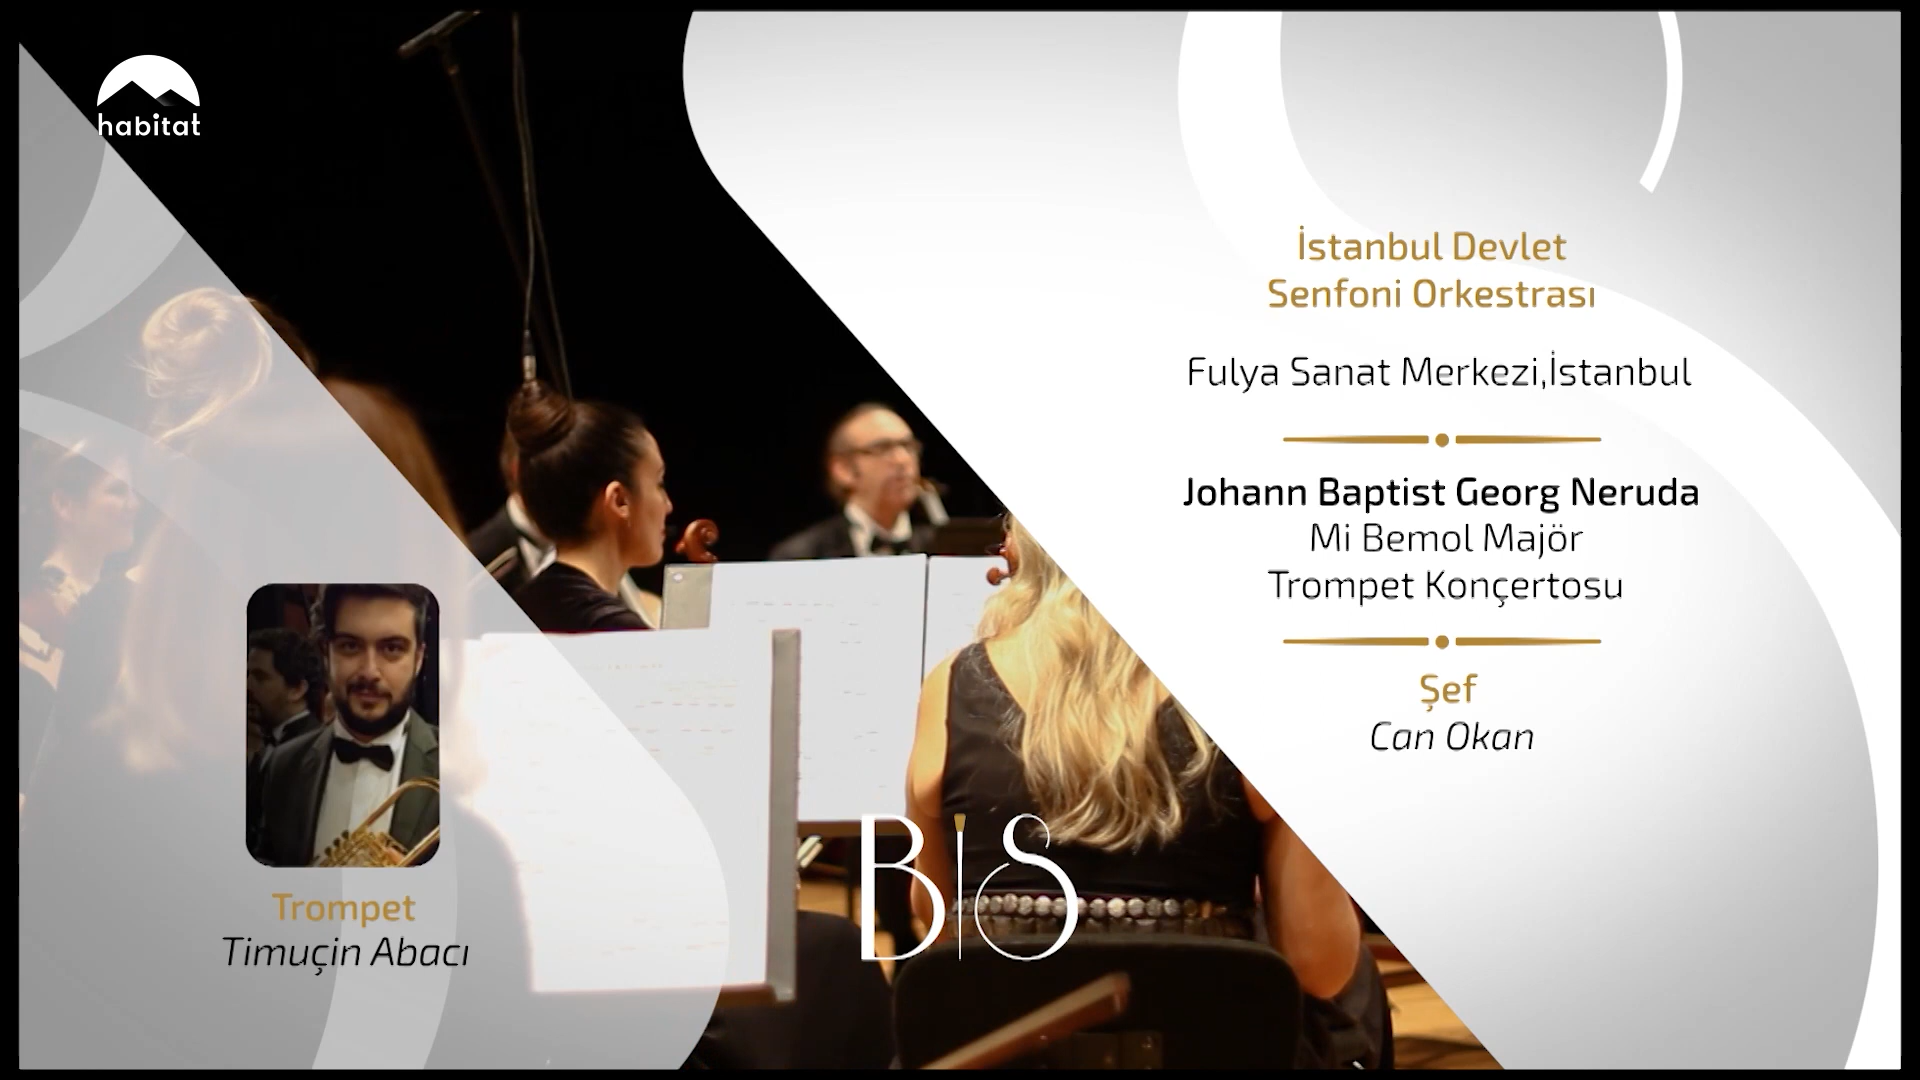 habitat
İstanbul Devlet
Senfoni Orkestrası
Fulya Sanat Merkezi,İstanbul
Johann Baptist Georg Neruda
Mi Bemol Majör
Trompet Konçertosu
Şef
Can Okan
Trompet
Timuçin Abacı
BIS